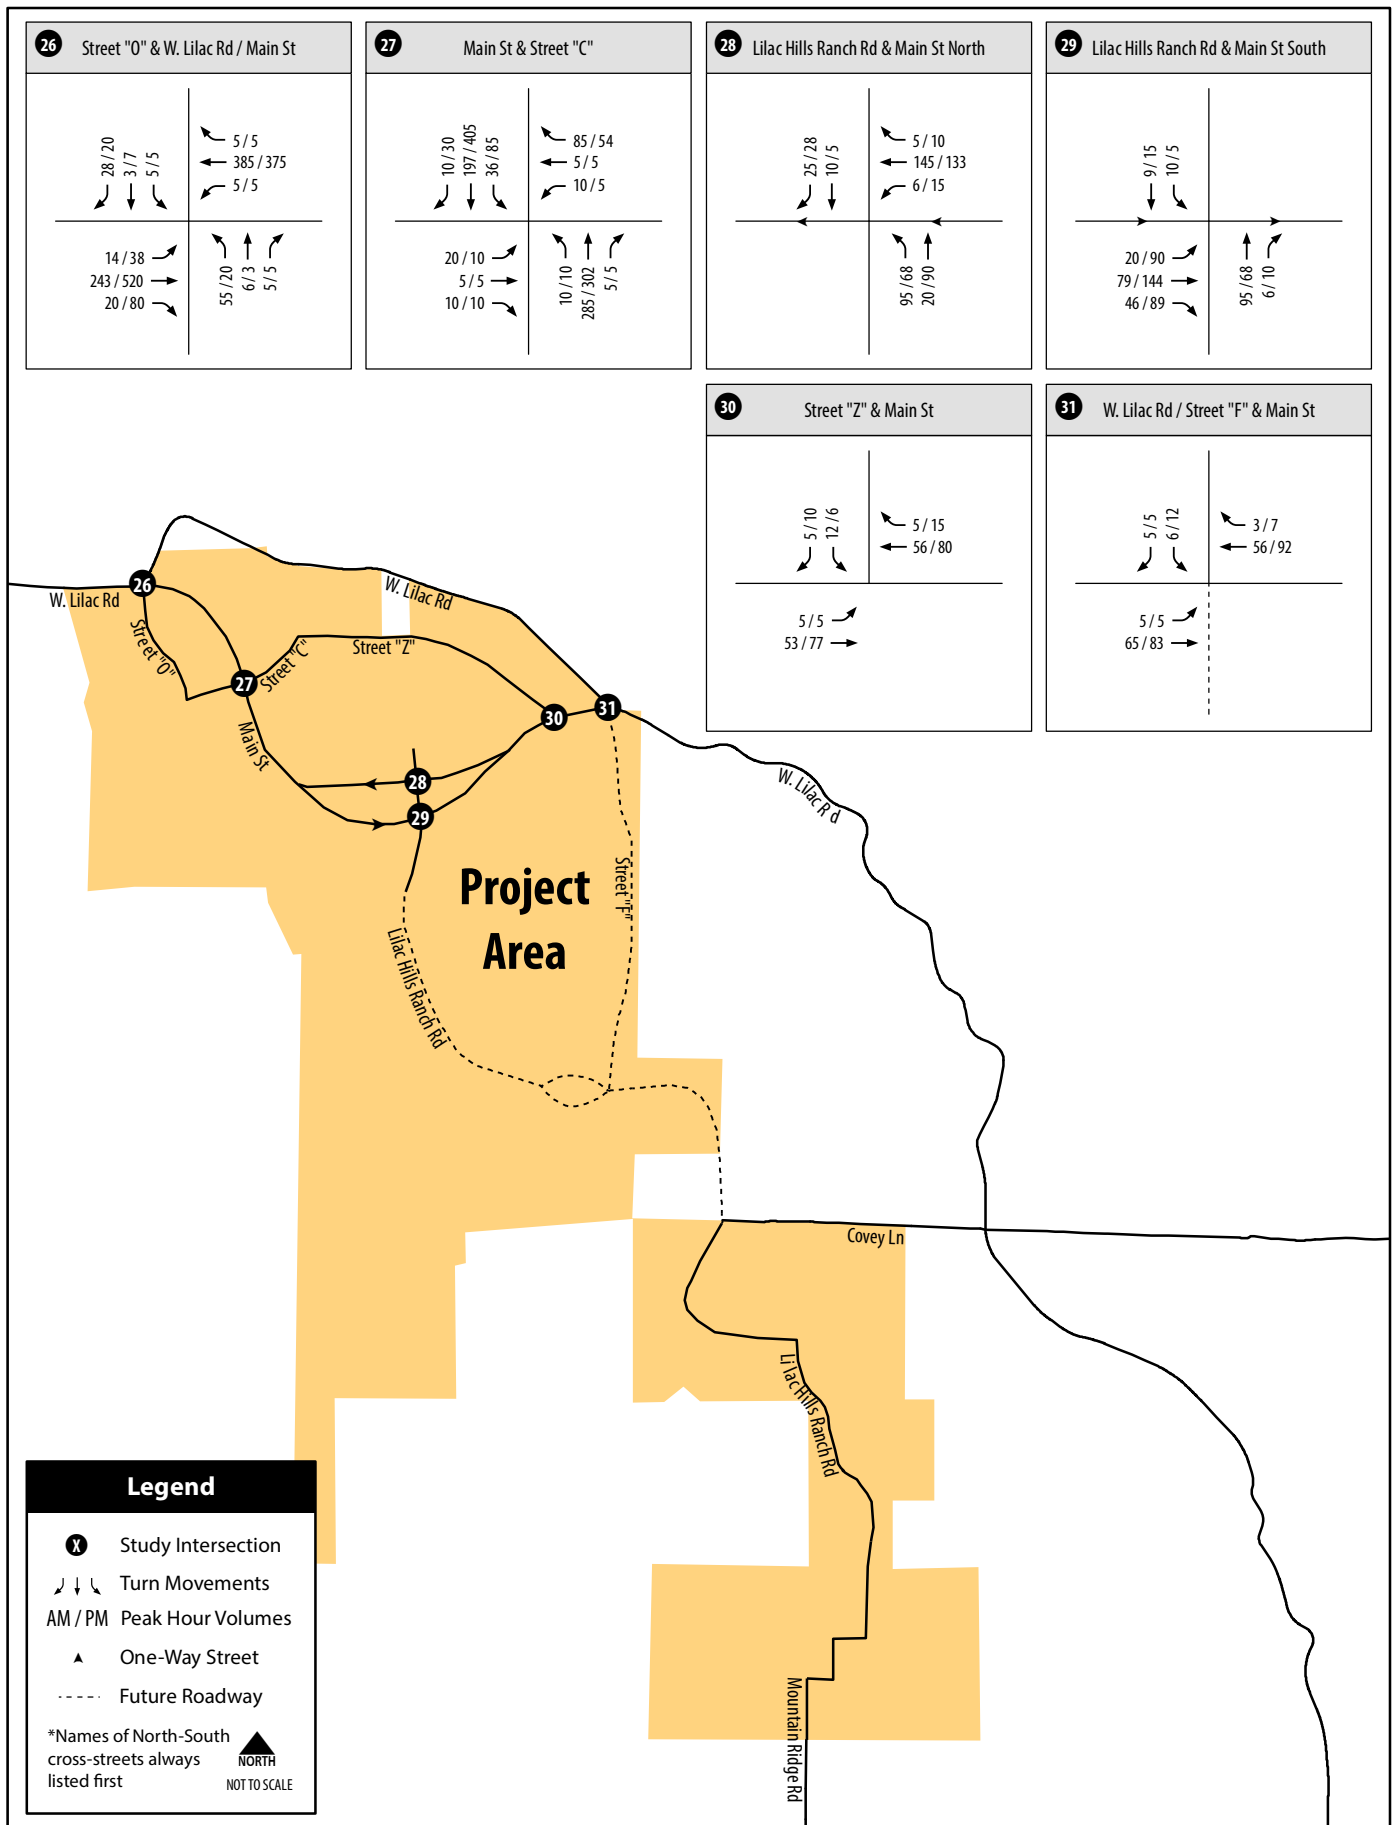 26 Street "O" & W. Lilac Rd / Main St
28 / 20
3 / 7
5 / 5
5 / 5
385 / 375
5 / 5
14 / 38
243 / 520
20 / 80
55 / 20
6 / 3
5 / 5
27 Main St & Street "C"
10 / 30
197 / 405
36 / 85
85 / 54
5 / 5
10 / 5
20 / 10
5 / 5
10 / 10
10 / 10
285 / 302
5 / 5
28 Lilac Hills Ranch Rd & Main St North
25 / 28
10 / 5
5 / 10
145 / 133
6 / 15
95 / 68
20 / 90
29 Lilac Hills Ranch Rd & Main St South
9 / 15
10 / 5
20 / 90
79 / 144
46 / 89
95 / 68
6 / 10
30 Street "Z" & Main St
5 / 10
12 / 6
5 / 15
56 / 80
5 / 5
53 / 77
31 W. Lilac Rd / Street "F" & Main St
5 / 5
6 / 12
3 / 7
56 / 92
5 / 5
65 / 83
26
W. Lilac Rd
W. Lilac Rd
Street "O"
Street "C"
Street "Z"
27
30
31
Main St
28
29
W. Lilac R d
Project
Area
Street "F"
Lilac Hills Ranch Rd
Covey Ln
Li lac Hills Ranch Rd
Mountain Ridge Rd
Legend
X Study Intersection
Turn Movements
AM / PM Peak Hour Volumes
One-Way Street
Future Roadway
*Names of North-South
cross-streets always
listed first
NORTH
NOT TO SCALE